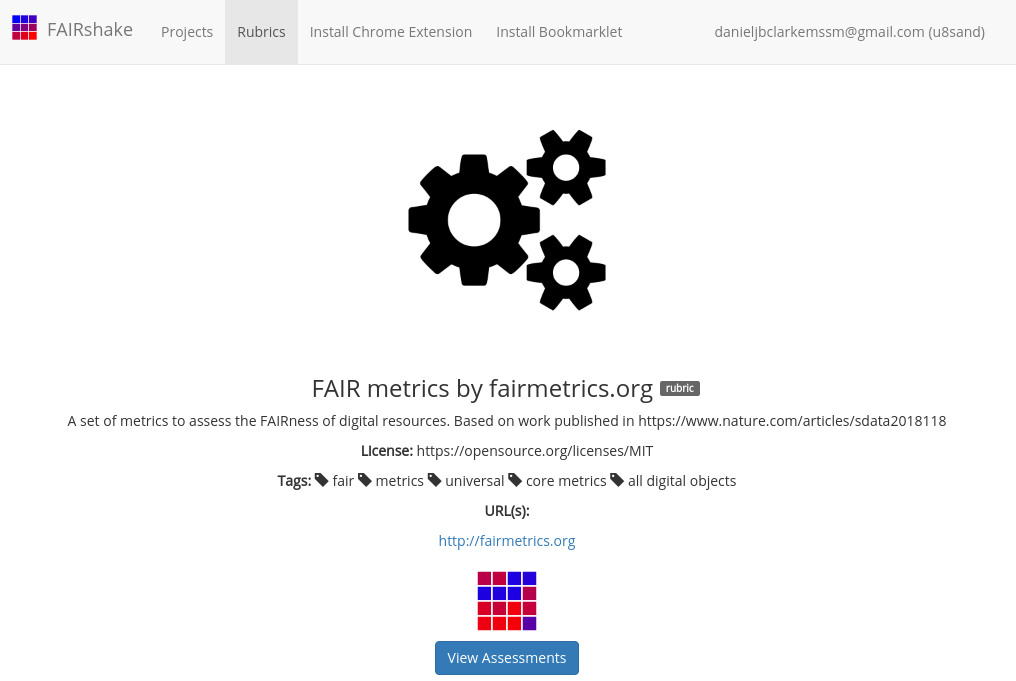 FAIRshake Projects Rubrics Install Chrome Extension Install Bookmarklet danieljbclarkemssm@gmail.com (u8sand)
FAIR metrics by fairmetrics.org rubric
A set of metrics to assess the FAIRness of digital resources. Based on work published in https://www.nature.com/articles/sdata2018118
License: https://opensource.org/licenses/MIT
Tags: fair metrics universal core metrics all digital objects
URL(s):
http://fairmetrics.org
View Assessments